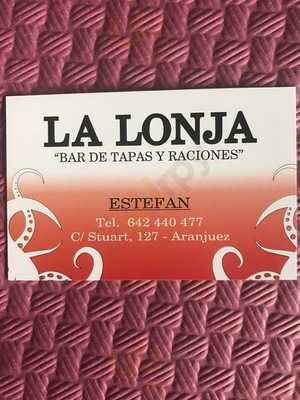 LA LONJA
"BAR DE TAPAS Y RACIONES"
ESTEFAN
Tel. 642 440 477
C/ Stuart, 127 - Aranjuez